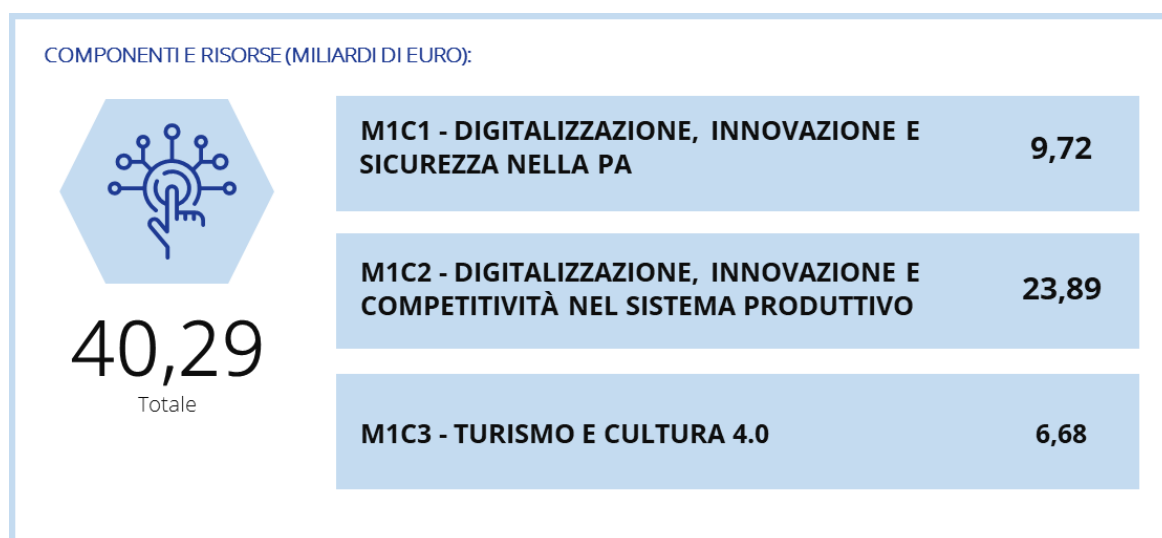 COMPONENTI E RISORSE (MILIARDI DI EURO):
M1C1 - DIGITALIZZAZIONE, INNOVAZIONE E
SICUREZZA NELLA PA
9,72
M1C2 - DIGITALIZZAZIONE, INNOVAZIONE E
COMPETITIVITÀ NEL SISTEMA PRODUTTIVO
23,89
40,29
Totale
M1C3 - TURISMO E CULTURA 4.0
6,68